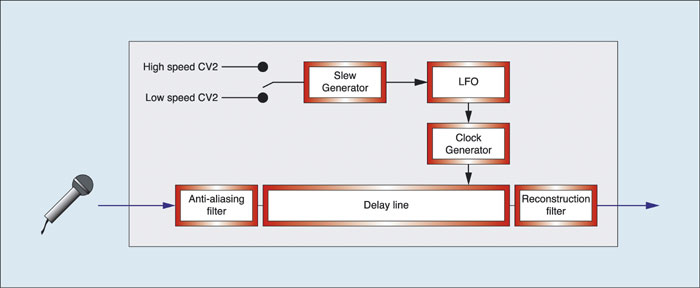 High speed CV2
Low speed CV2
Slew
Generator
LFO
Clock
Generator
Anti-aliasing
filter
Delay line
Reconstruction
filter